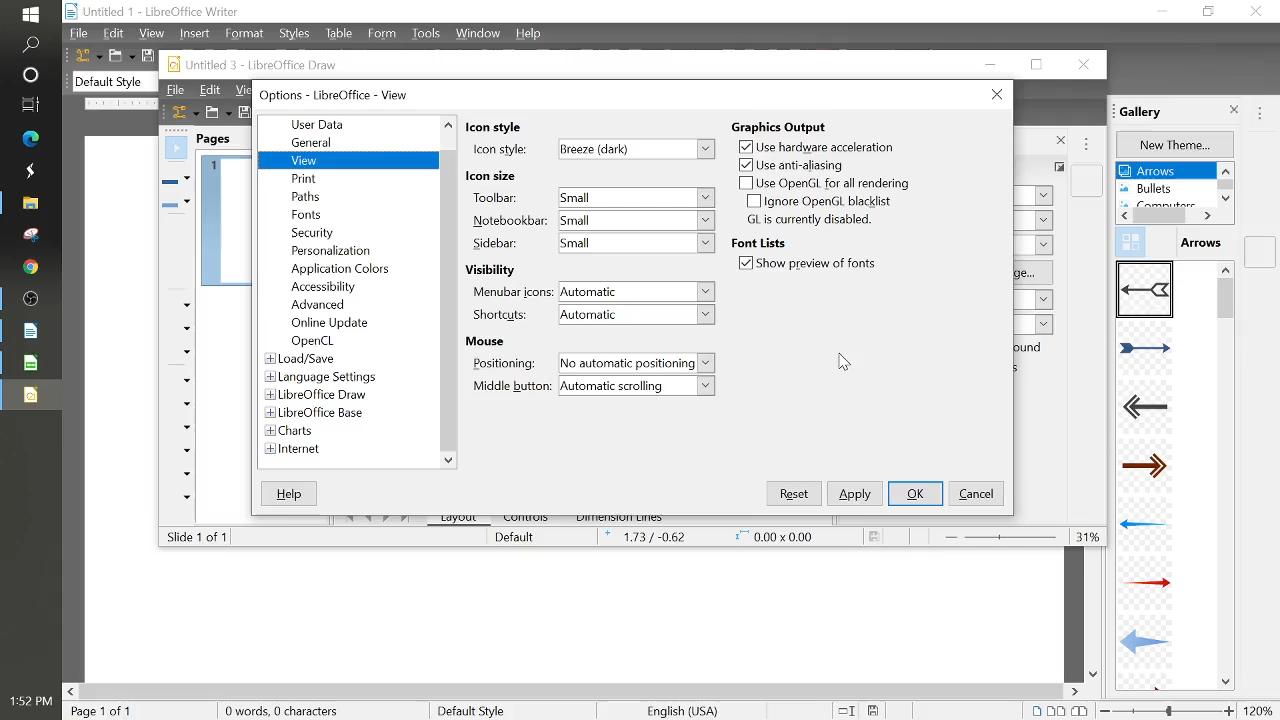 Untitled 1 - LibreOffice Writer
File Edit View Insert Format Styles Table Form Tools Window Help
Default Style
Untitled 3 - LibreOffice Draw
File Edit
Pages
1
Options - LibreOffice - View
User Data
General
View
Print
Paths
Fonts
Security
Personalization
Application Colors
Accessibility
Advanced
Online Update
OpenCL
Load/Save
Language Settings
LibreOffice Draw
LibreOffice Base
Charts
Internet
Icon style
Icon style: Breeze (dark)
Icon size
Toolbar: Small
Notebookbar: Small
Sidebar: Small
Visibility
Menubar icons: Automatic
Shortcuts: Automatic
Mouse
Positioning: No automatic positioning
Middle button: Automatic scrolling
Graphics Output
Use hardware acceleration
Use anti-aliasing
Use OpenGL for all rendering
Ignore OpenGL blacklist
GL is currently disabled.
Font Lists
Show preview of fonts
Help Reset Apply OK Cancel
Layout Controls Dimension Lines
Slide 1 of 1 Default 1.73 / -0.62 0.00 x 0.00 31%
Gallery
New Theme...
Arrows
Bullets
Computers
Arrows
1:52 PM
Page 1 of 1 0 words, 0 characters Default Style English (USA) 120%